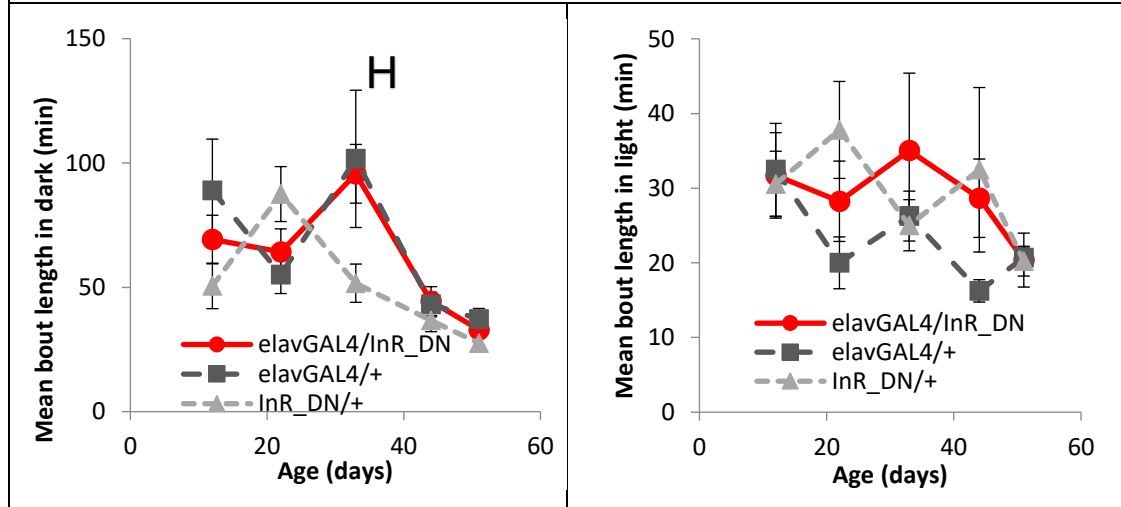 Mean bout length in dark (min)
150
100
50
0
H
elavGAL4/InR_DN
elavGAL4/+
InR_DN/+
0 20 40 60
Age (days)
Mean bout length in light (min)
50
40
30
20
10
0
elavGAL4/InR_DN
elavGAL4/+
InR_DN/+
0 20 40 60
Age (days)